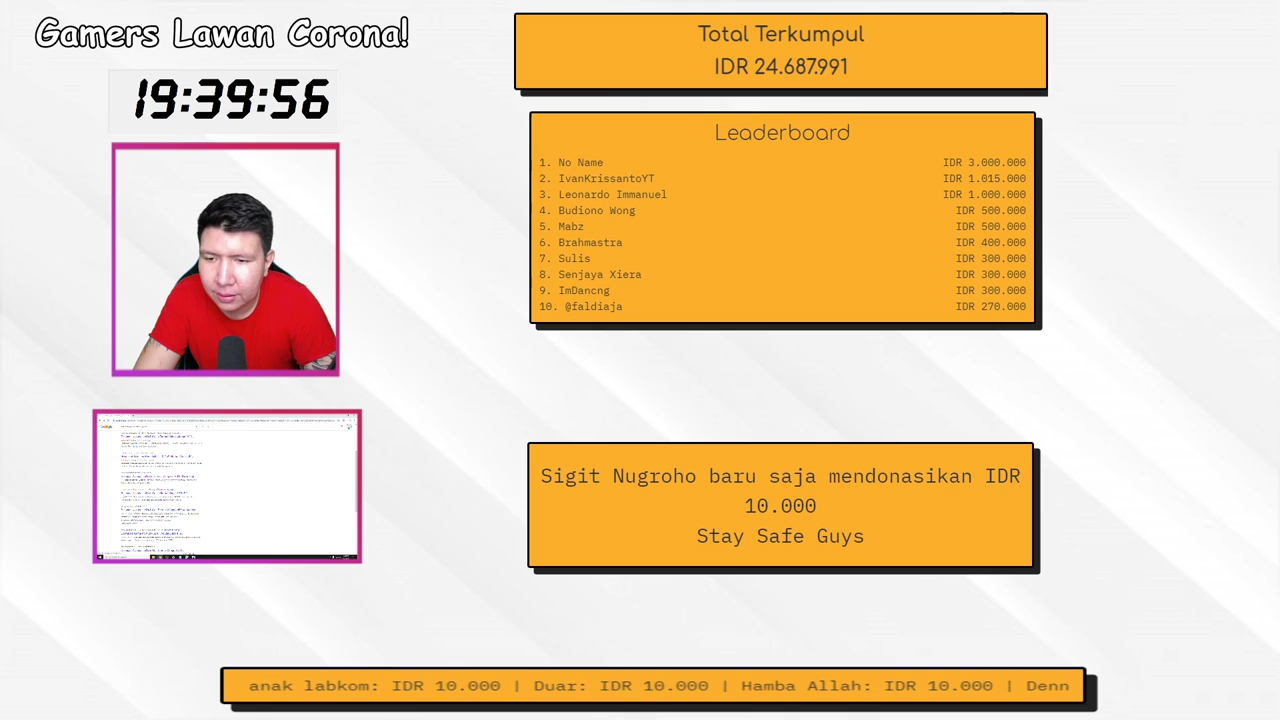 Gamers Lawan Corona!
19:39:56
Total Terkumpul
IDR 24.687.991
Leaderboard
1. No Name IDR 3.000.000
2. IvanKrissantoYT IDR 1.015.000
3. Leonardo Immanuel IDR 1.000.000
4. Budiono Wong IDR 500.000
5. Mabz IDR 500.000
6. Brahmastra IDR 400.000
7. Sulis IDR 300.000
8. Senjaya Xiera IDR 300.000
9. ImDancng IDR 300.000
10. @faldiaja IDR 270.000
Sigit Nugroho baru saja mendonasikan IDR
10.000
Stay Safe Guys
anak labkom: IDR 10.000 | Duar: IDR 10.000 | Hamba Allah: IDR 10.000 | Denn